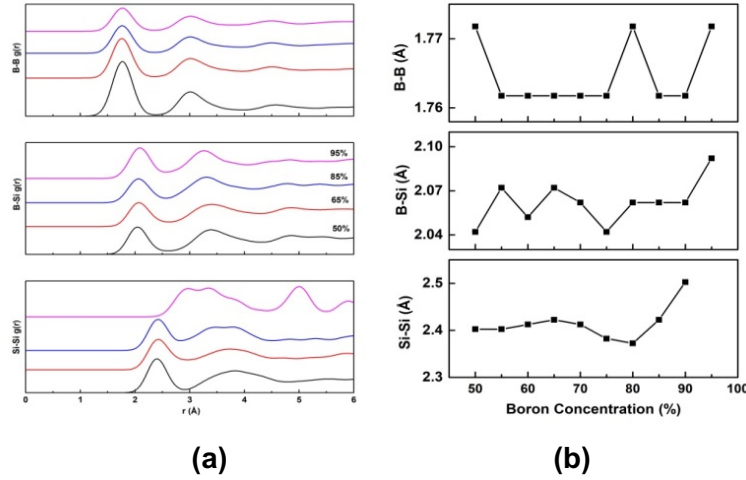 B-B g(r)
B-Si g(r)
95%
85%
65%
50%
Si-Si g(r)
0 1 2 3 4 5 6
r (Å)
(a)
1.77
1.76
B-B (Å)
2.10
2.07
2.04
B-Si (Å)
2.5
2.4
2.3
Si-Si (Å)
50 60 70 80 90 100
Boron Concentration (%)
(b)